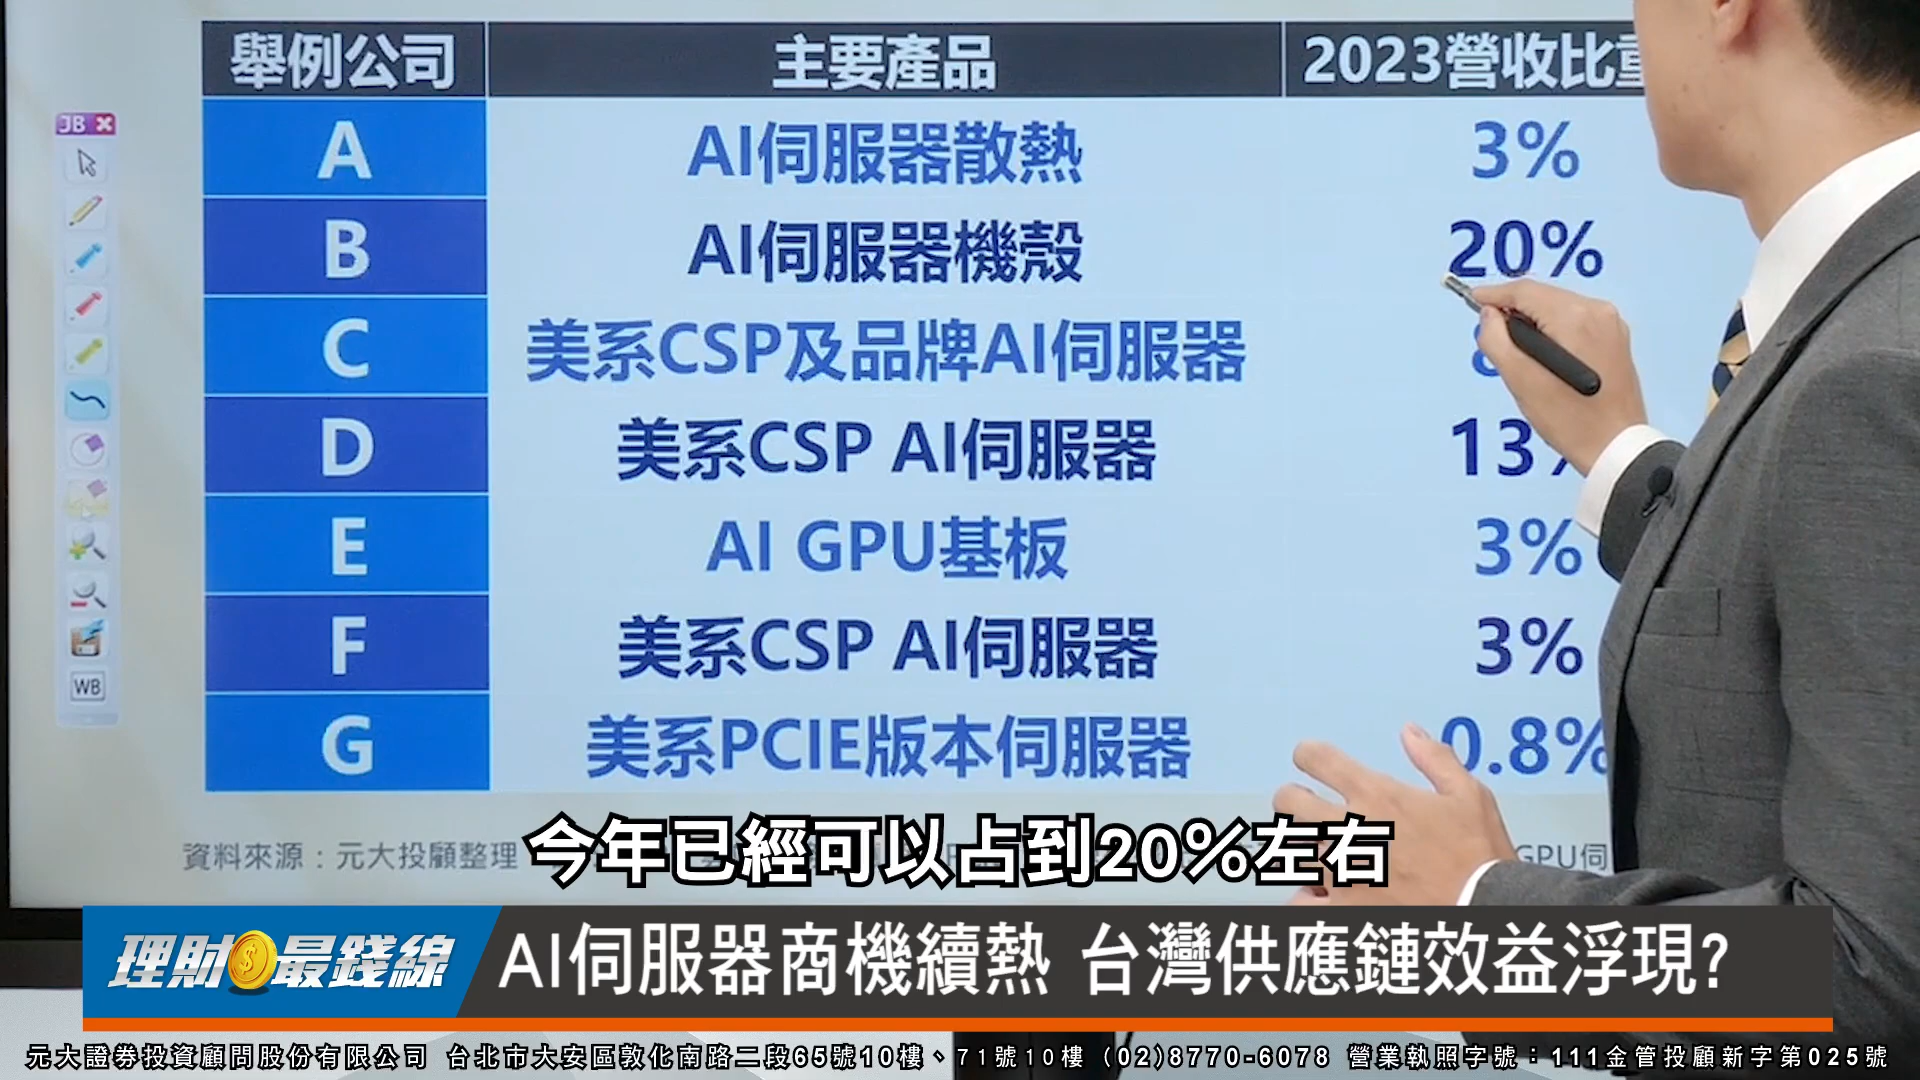 舉例公司 主要產品 2023營收比重
JB
A AI伺服器散熱 3%
B AI伺服器機殼 20%
C 美系CSP及品牌AI伺服器
D 美系CSP AI伺服器 13%
E AI GPU基板 3%
F 美系CSP AI伺服器 3%
G 美系PCIE版本伺服器 0.8%
WB
資料來源：元大投顧整理
GPU伺
今年已經可以占到20%左右
理財最錢線
AI伺服器商機續熱 台灣供應鏈效益浮現?
元大證券投資顧問股份有限公司 台北市大安區敦化南路二段65號10樓、71號10樓 (02)8770-6078 營業執照字號：111金管投顧新字第025號